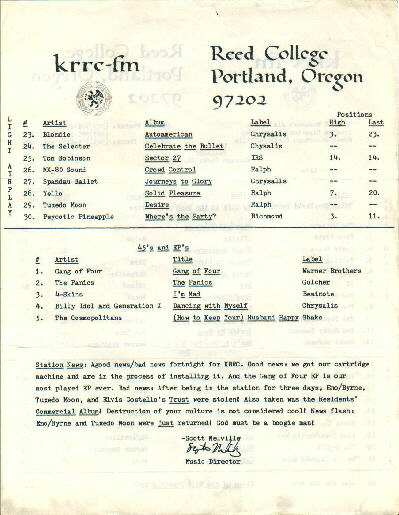 krrc-fm
Reed College
Portland, Oregon
97202
Positions
LIGHT AIRPLAY
# Artist Album Label High Last
23. Blondie Autoamerican Chrysalis 3. 23.
24. The Selecter Celebrate the Bullet Chysalis -- --
25. Tom Robinson Sector 27 IRS 14. 14.
26. MX-80 Sound Crowd Control Ralph -- --
27. Spandau Ballet Journeys to Glory Chrysalis -- --
28. Yello Solid Pleasure Ralph 7. 20.
29. Tuxedo Moon Desire Ralph -- --
30. Psycotic Pineapple Where's the Party? Richmond 3. 11.
45's and EP's
# Artist Title Label
1. Gang of Four Gang of Four Warner Brothers
2. The Panics The Panics Gulcher
3. 4-Skins I'm Mad Beatnote
4. Billy Idol and Generation X Dancing with Myself Chrysalis
5. The Cosmopolitans (How to Keep Your) Husband Happy Shake
Station News: Agood news/bad news fortnight for KRRC. Good news: we got our cartridge
machine and are in the process of installing it. And the Gang of Four EP is our
most played EP ever. Bad news: After being in the station for three days, Eno/Byrne,
Tuxedo Moon, and Elvis Costello's Trust were stolen! Also taken was the Residents'
Commercial Album! Destruction of your culture is not considered cool! News flash:
Eno/Byrne and Tuxedo Moon were just returned! God must be a boogie man!
-Scott Melville
Music Director